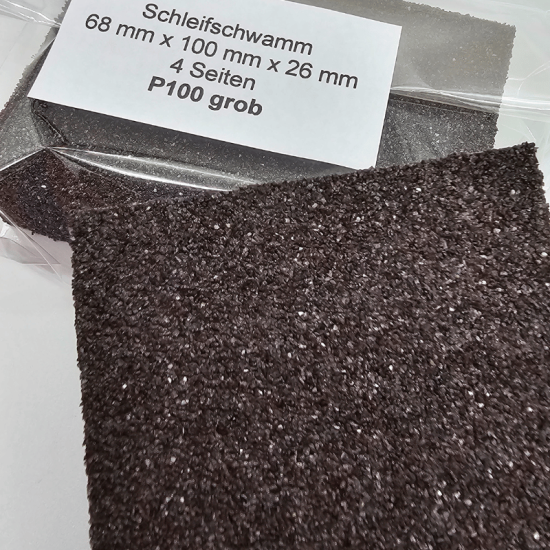 Schleifschwamm
68 mm x 100 mm x 26 mm
4 Seiten
P100 grob